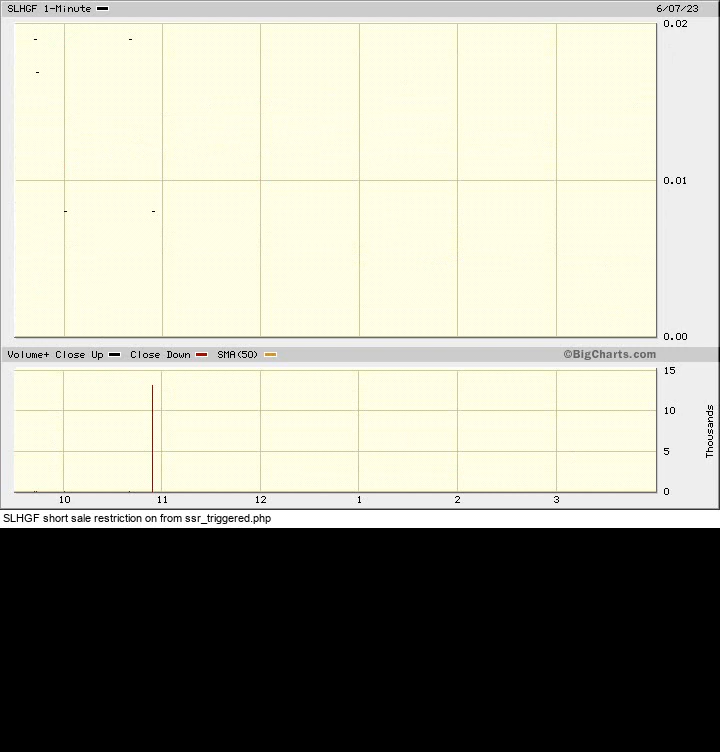 SLHGF 1-Minute 6/07/23
0.02
0.01
0.00
Volume+ Close Up Close Down SMA(50) ©BigCharts.com
15
10
5
0
Thousands
10 11 12 1 2 3
SLHGF short sale restriction on from ssr_triggered.php